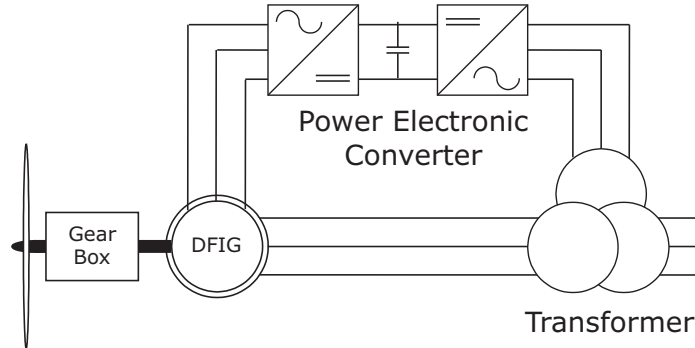 Power Electronic
Converter
Gear
Box
DFIG
Transformer